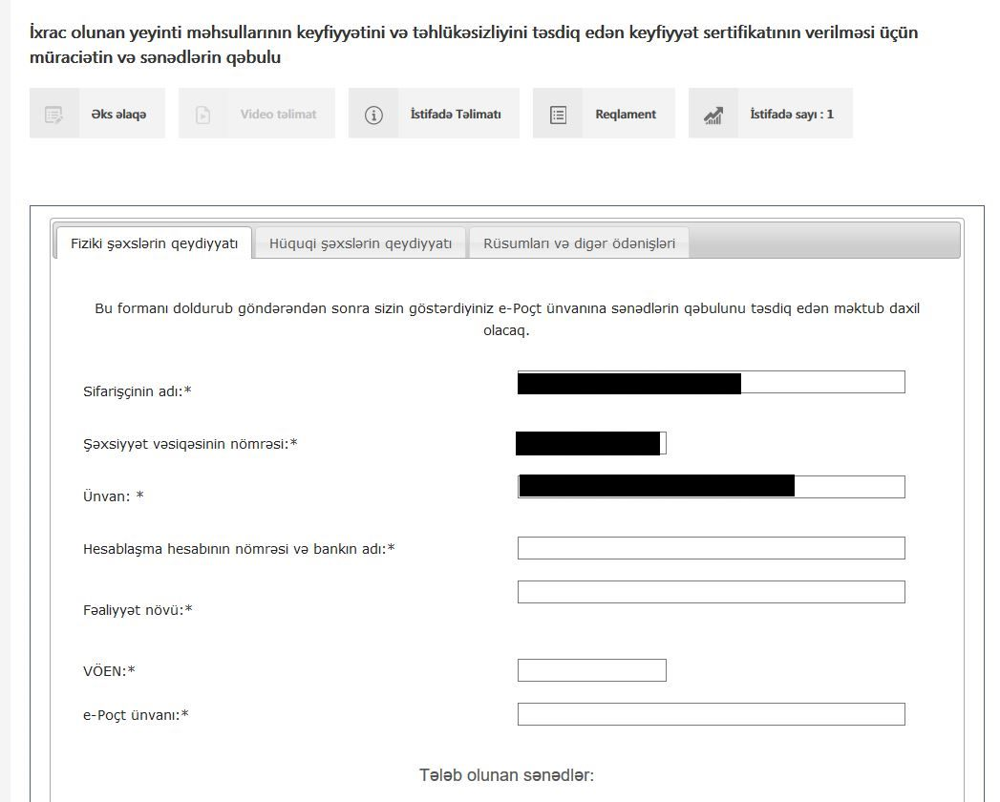 İxrac olunan yeyinti məhsullarının keyfiyyətini və təhlükəsizliyini təsdiq edən keyfiyyət sertifikatının verilməsi üçün
müraciətin və sənədlərin qəbulu
Əks əlaqə
Video təlimat
İstifadə Təlimatı
Reqlament
İstifadə sayı : 1
Fiziki şəxslərin qeydiyyatı
Hüquqi şəxslərin qeydiyyatı
Rüsumları və digər ödənişləri
Bu formanı doldurub göndərəndən sonra sizin göstərdiyiniz e-Poçt ünvanına sənədlərin qəbulunu təsdiq edən məktub daxil
olacaq.
Sifarişçinin adı:*
Şəxsiyyət vəsiqəsinin nömrəsi:*
Ünvan: *
Hesablaşma hesabının nömrəsi və bankın adı:*
Fəaliyyət növü:*
VÖEN:*
e-Poçt ünvanı:*
Tələb olunan sənədlər: